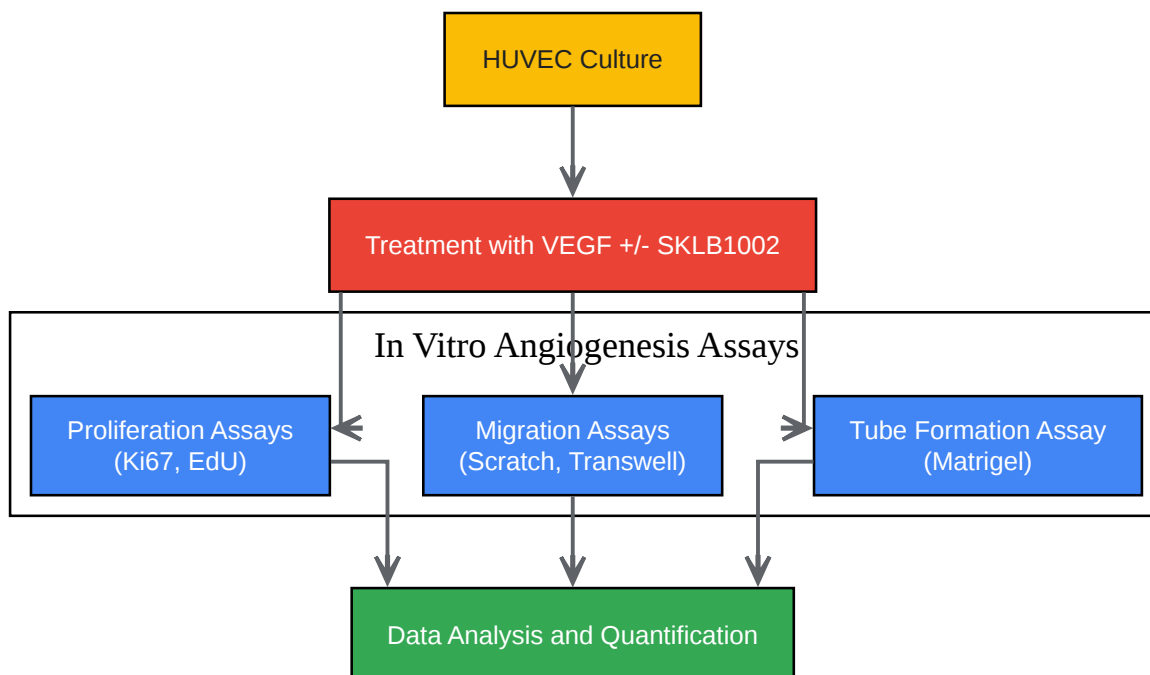 HUVEC Culture
Treatment with VEGF +/- SKLB1002
In Vitro Angiogenesis Assays
Proliferation Assays
(Ki67, EdU)
Migration Assays
(Scratch, Transwell)
Tube Formation Assay
(Matrigel)
Data Analysis and Quantification